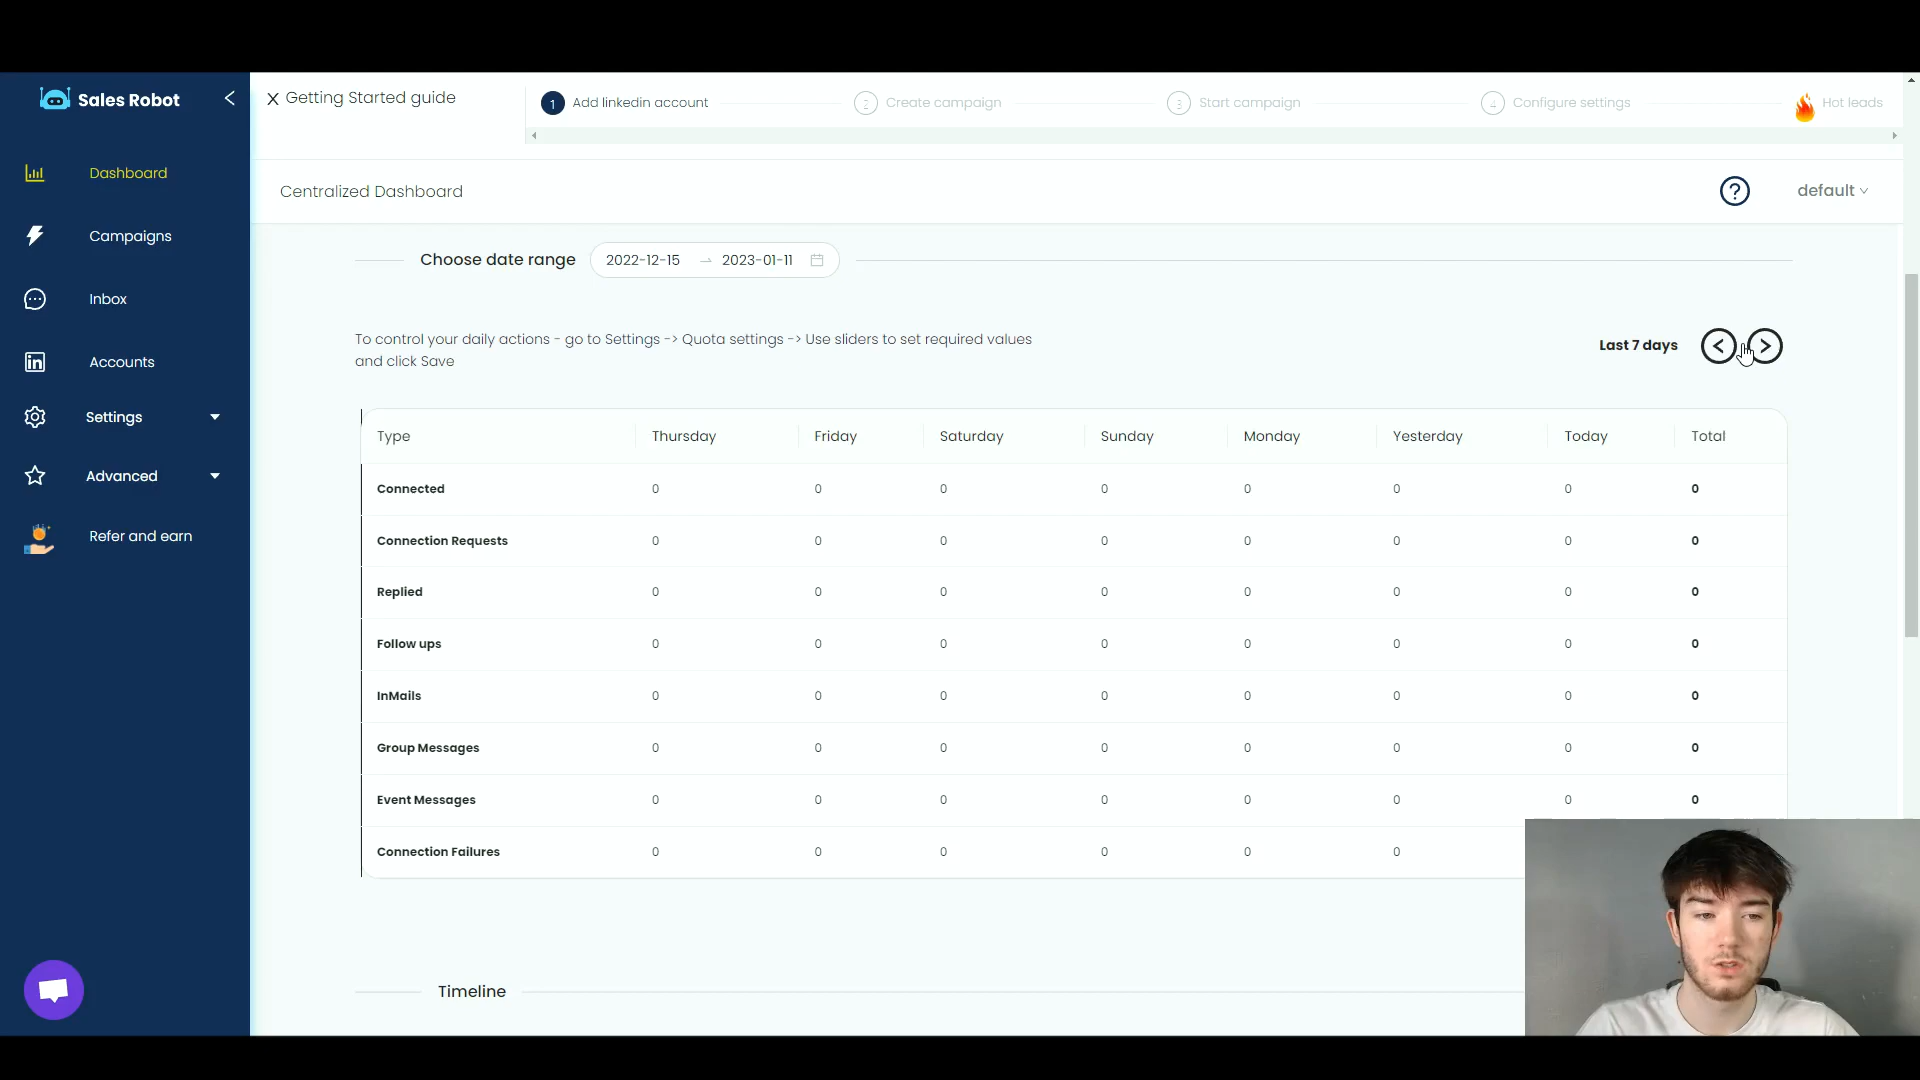 Sales Robot
X Getting Started guide
1 Add linkedin account
2 Create campaign
3 Start campaign
4 Configure settings
Hot leads
Dashboard
Campaigns
Inbox
Accounts
Settings
Advanced
Refer and earn
Centralized Dashboard
? default
Choose date range 2022-12-15 → 2023-01-11
To control your daily actions - go to Settings -> Quota settings -> Use sliders to set required values
and click Save
Last 7 days < >
Type Thursday Friday Saturday Sunday Monday Yesterday Today Total
Connected 0 0 0 0 0 0 0 0
Connection Requests 0 0 0 0 0 0 0 0
Replied 0 0 0 0 0 0 0 0
Follow ups 0 0 0 0 0 0 0 0
InMails 0 0 0 0 0 0 0 0
Group Messages 0 0 0 0 0 0 0 0
Event Messages 0 0 0 0 0 0 0 0
Connection Failures 0 0 0 0 0 0
Timeline